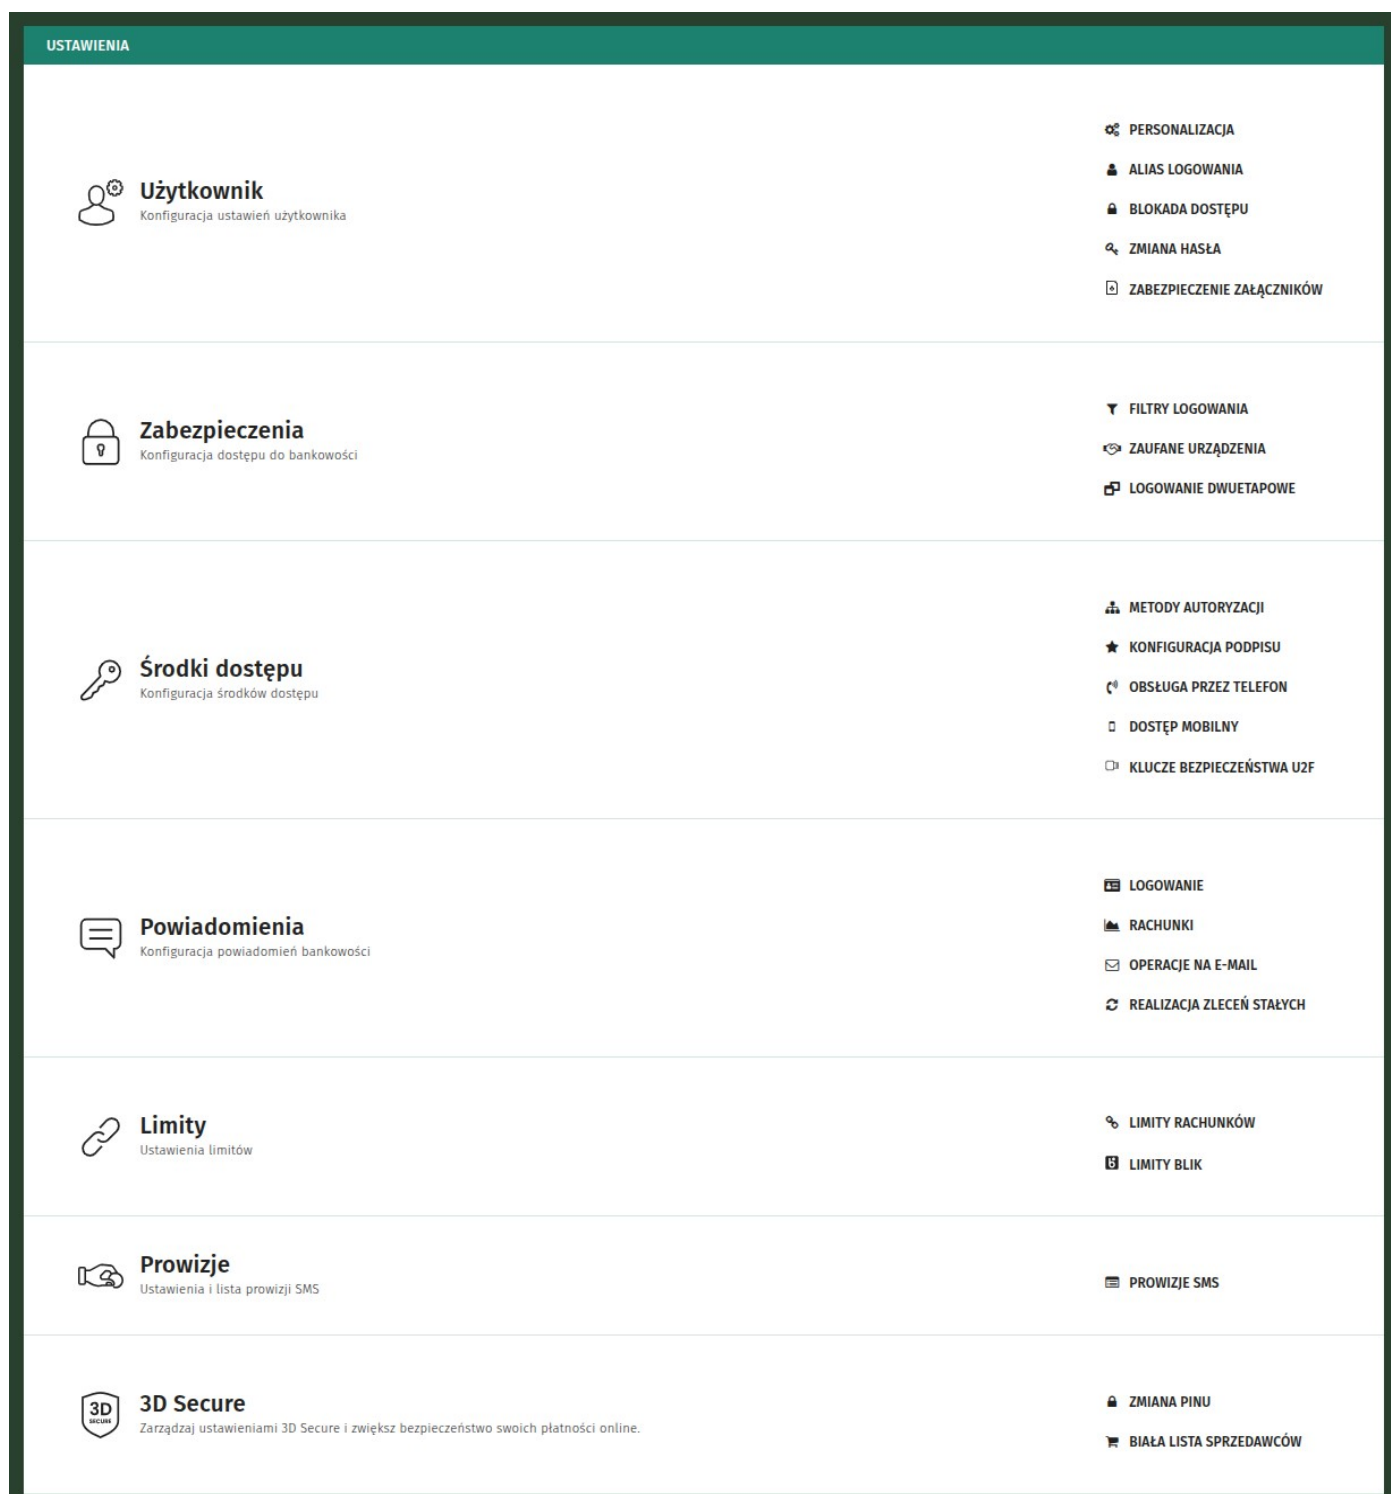 USTAWIENIA
Użytkownik
Konfiguracja ustawień użytkownika
PERSONALIZACJA
ALIAS LOGOWANIA
BLOKADA DOSTĘPU
ZMIANA HASŁA
ZABEZPIECZENIE ZAŁĄCZNIKÓW
Zabezpieczenia
Konfiguracja dostępu do bankowości
FILTRY LOGOWANIA
ZAUFANE URZĄDZENIA
LOGOWANIE DWUETAPOWE
Środki dostępu
Konfiguracja środków dostępu
METODY AUTORYZACJI
KONFIGURACJA PODPISU
OBSŁUGA PRZEZ TELEFON
DOSTĘP MOBILNY
KLUCZE BEZPIECZEŃSTWA U2F
Powiadomienia
Konfiguracja powiadomień bankowości
LOGOWANIE
RACHUNKI
OPERACJE NA E-MAIL
REALIZACJA ZLECEŃ STAŁYCH
Limity
Ustawienia limitów
LIMITY RACHUNKÓW
LIMITY BLIK
Prowizje
Ustawienia i lista prowizji SMS
PROWIZJE SMS
3D
SECURE
3D Secure
Zarządzaj ustawieniami 3D Secure i zwiększ bezpieczeństwo swoich płatności online.
ZMIANA PINU
BIAŁA LISTA SPRZEDAWCÓW